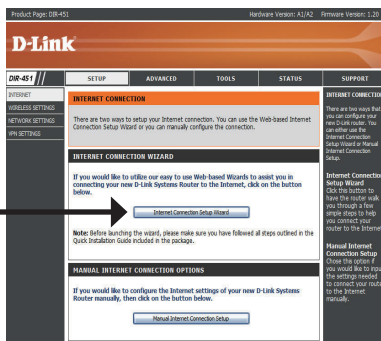 Product Page: DIR-451 Hardware Version: A1/A2 Firmware Version: 1.20
D-Link
DIR-451 SETUP ADVANCED TOOLS STATUS SUPPORT
INTERNET
WIRELESS SETTINGS
NETWORK SETTINGS
VPN SETTINGS
INTERNET CONNECTION
There are two ways to setup your Internet connection. You can use the Web-based Internet
Connection Setup Wizard or you can manually configure the connection.
INTERNET CONNECTION WIZARD
If you would like to utilize our easy to use Web-based Wizards to assist you in
connecting your new D-Link Systems Router to the Internet, click on the button
below.
Internet Connection Setup Wizard
Note: Before launching the wizard, please make sure you have followed all steps outlined in the
Quick Installation Guide included in the package.
MANUAL INTERNET CONNECTION OPTIONS
If you would like to configure the Internet settings of your new D-Link Systems
Router manually, then click on the button below.
Manual Internet Connection Setup
INTERNET CONNECTION
There are two ways that
you can configure your
new D-Link router. You
can either use the
Internet Connection
Setup Wizard or Manual
Internet Connection
Setup.
Internet Connection
Setup Wizard
Click this button to
have the router walk
you through a few
simple steps to help
you connect your
router to the Internet
Manual Internet
Connection Setup
Chose this option if
you would like to input
the settings needed
to connect your route
to the Internet
manually.